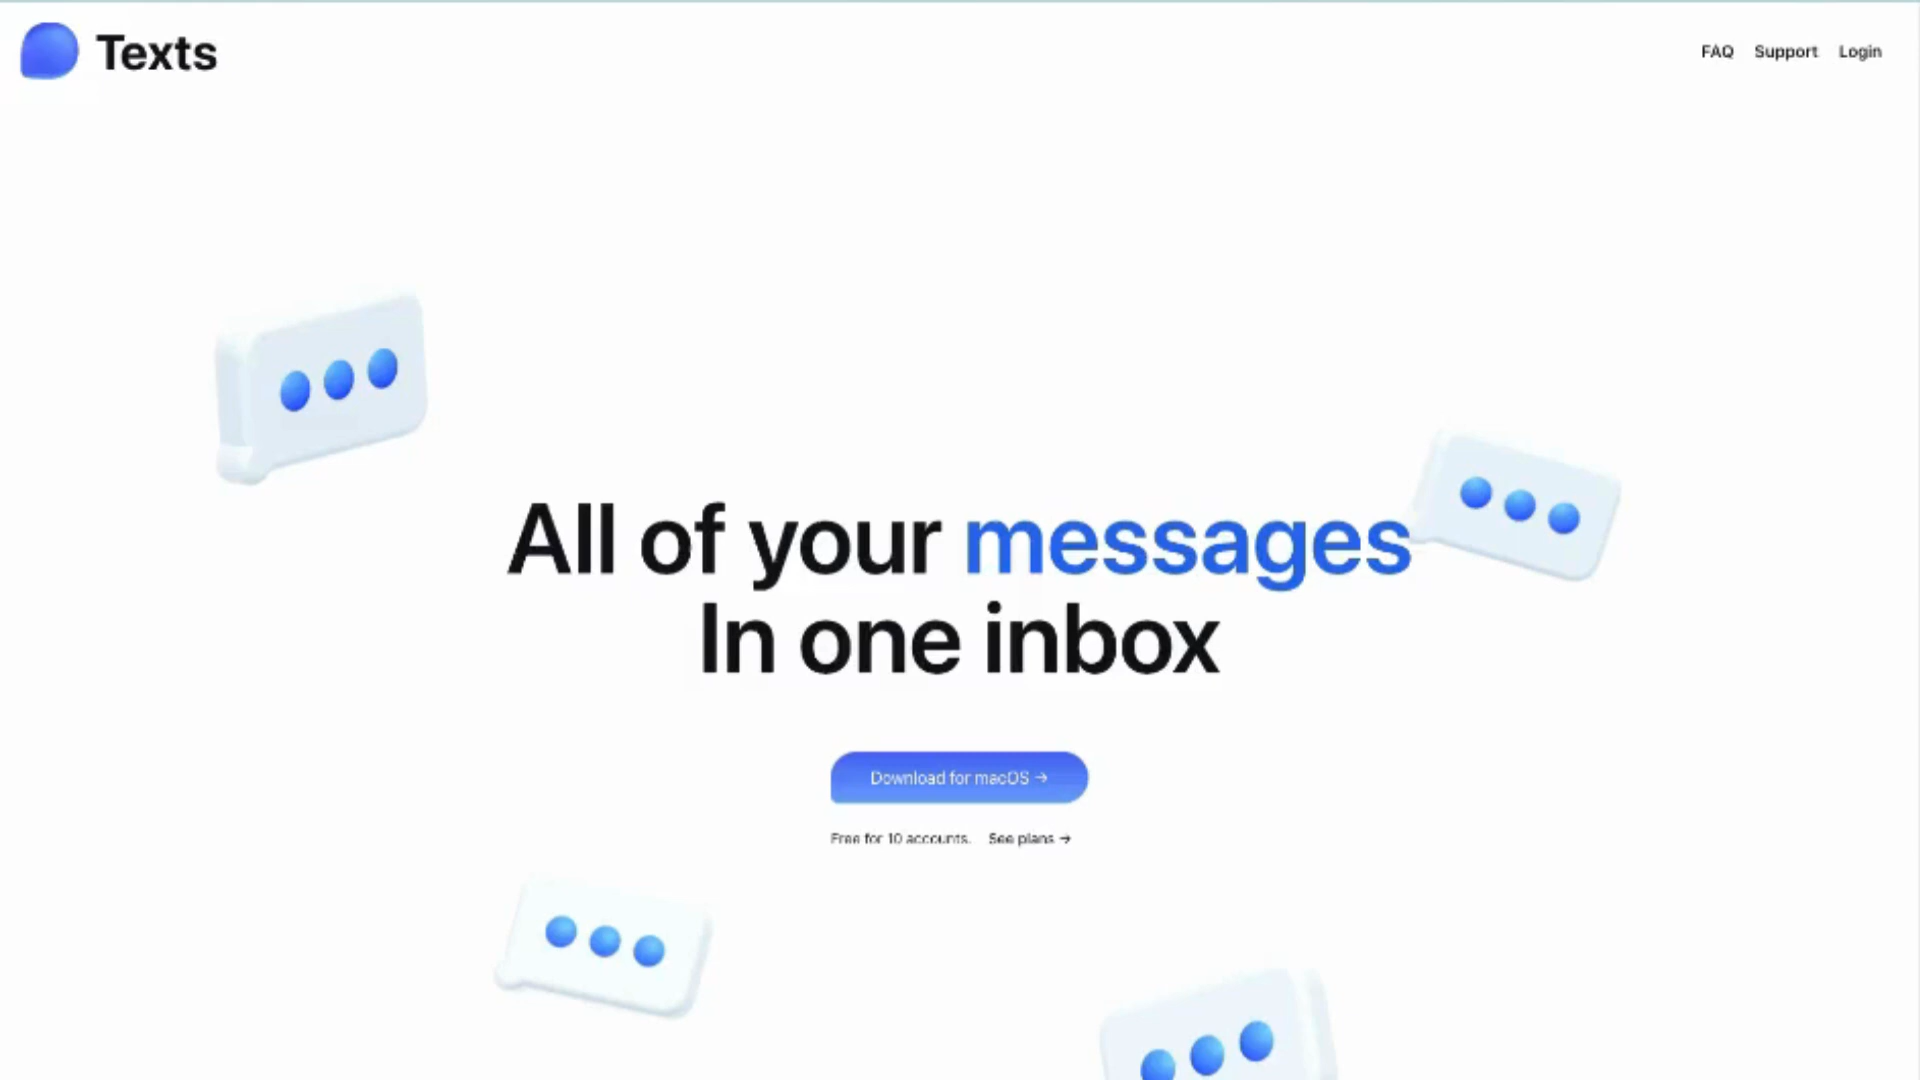 Texts
FAQ Support Login
All of your messages
In one inbox
Download for macOS →
Free for 10 accounts. See plans →